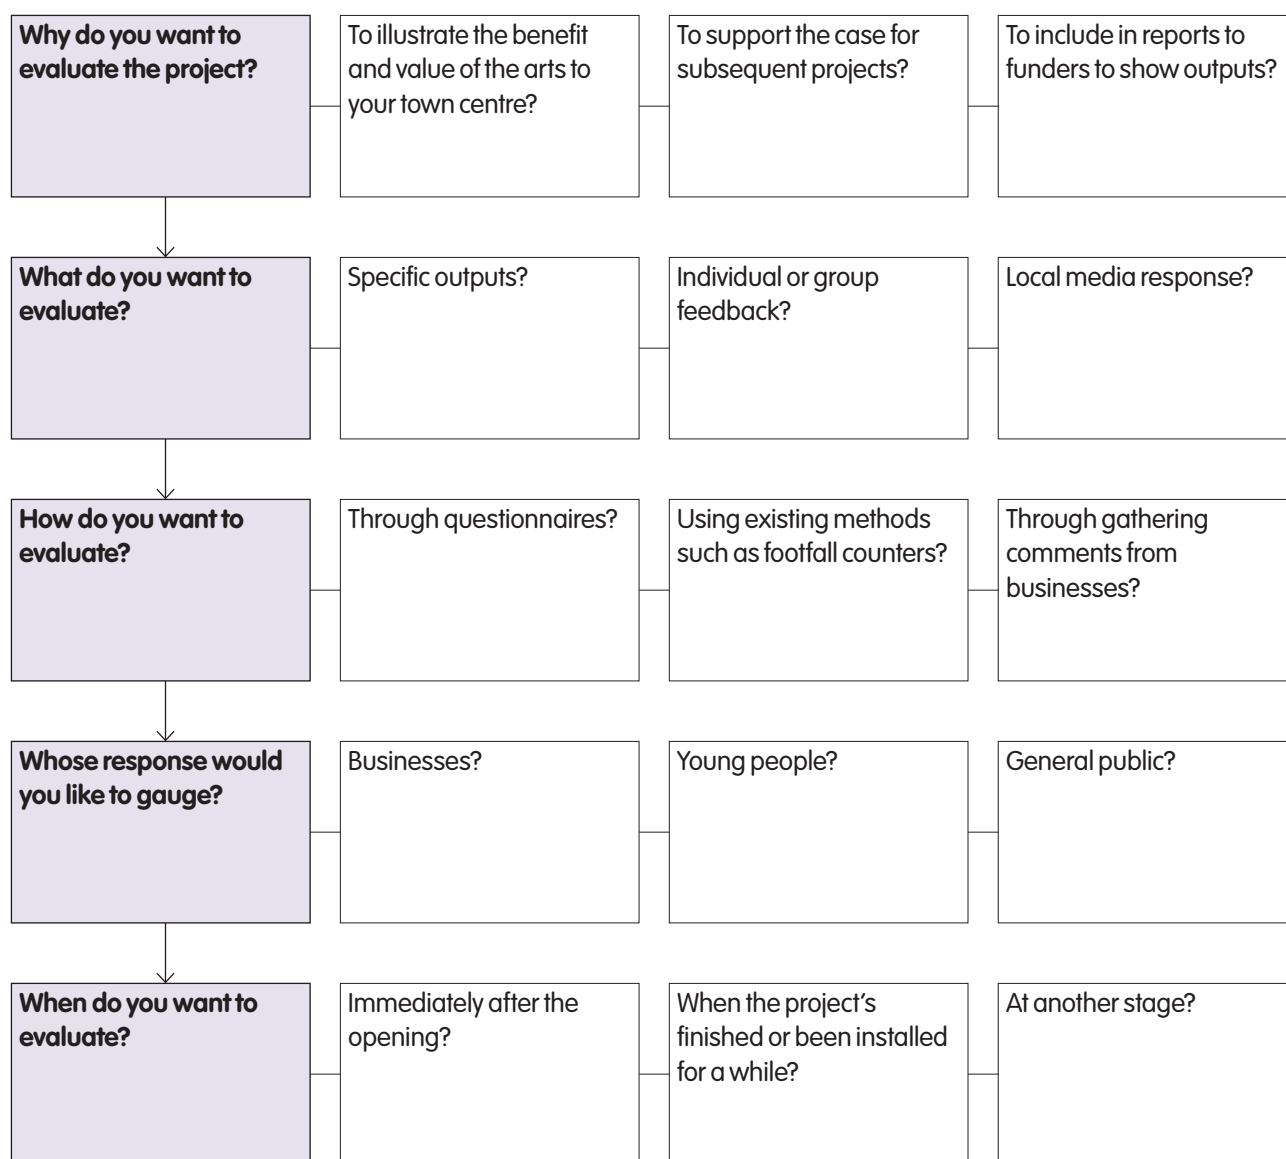 Why do you want to
evaluate the project?
To illustrate the benefit
and value of the arts to
your town centre?
To support the case for
subsequent projects?
To include in reports to
funders to show outputs?
What do you want to
evaluate?
Specific outputs?
Individual or group
feedback?
Local media response?
How do you want to
evaluate?
Through questionnaires?
Using existing methods
such as footfall counters?
Through gathering
comments from
businesses?
Whose response would
you like to gauge?
Businesses?
Young people?
General public?
When do you want to
evaluate?
Immediately after the
opening?
When the project's
finished or been installed
for a while?
At another stage?